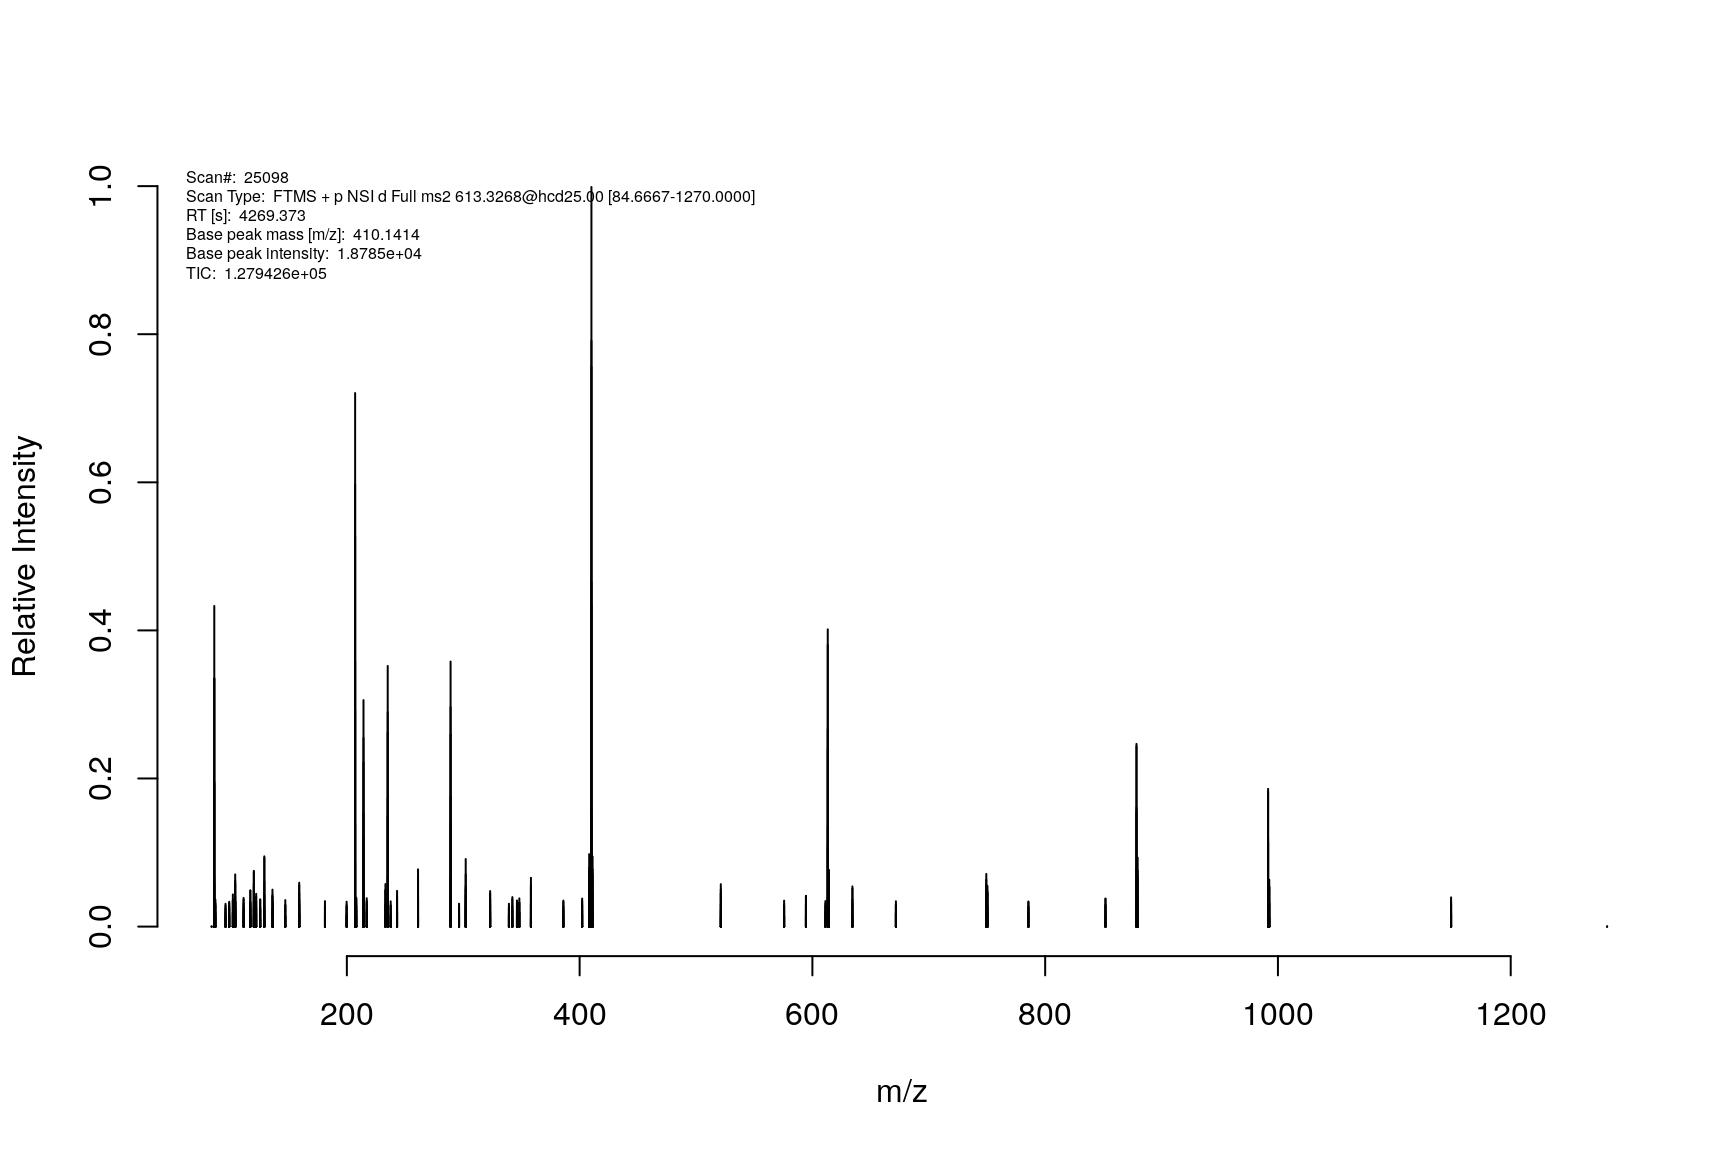 Scan#: 25098
Scan Type: FTMS + p NSI d Full ms2 613.3268@hcd25.00 [84.6667-1270.0000]
RT [s]: 4269.373
Base peak mass [m/z]: 410.1414
Base peak intensity: 1.8785e+04
TIC: 1.279426e+05
Relative Intensity
1.0
0.8
0.6
0.4
0.2
0.0
200 400 600 800 1000 1200
m/z